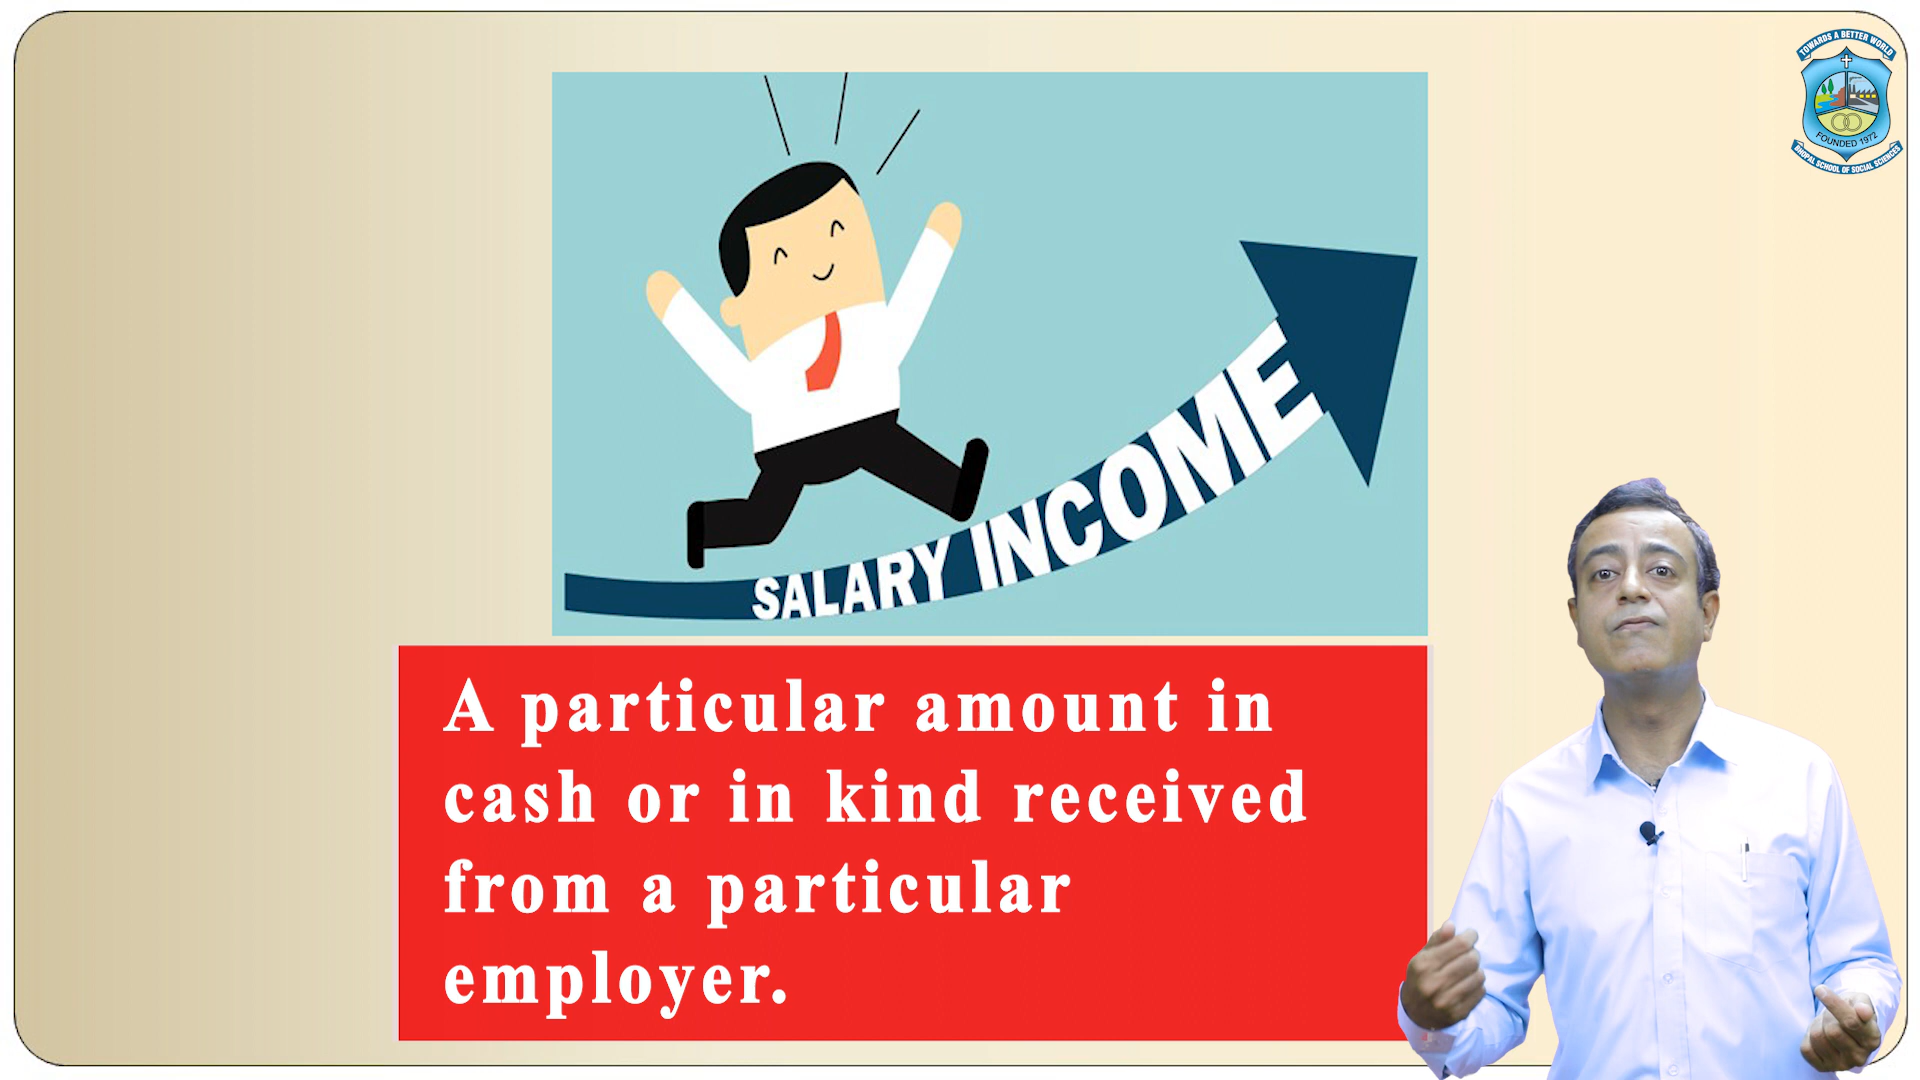 TOWARDS A BETTER WORLD
FOUNDED 1972
BHOPAL SCHOOL OF SOCIAL SCIENCES
SALARY INCOME
A particular amount in
cash or in kind received
from a particular
employer.